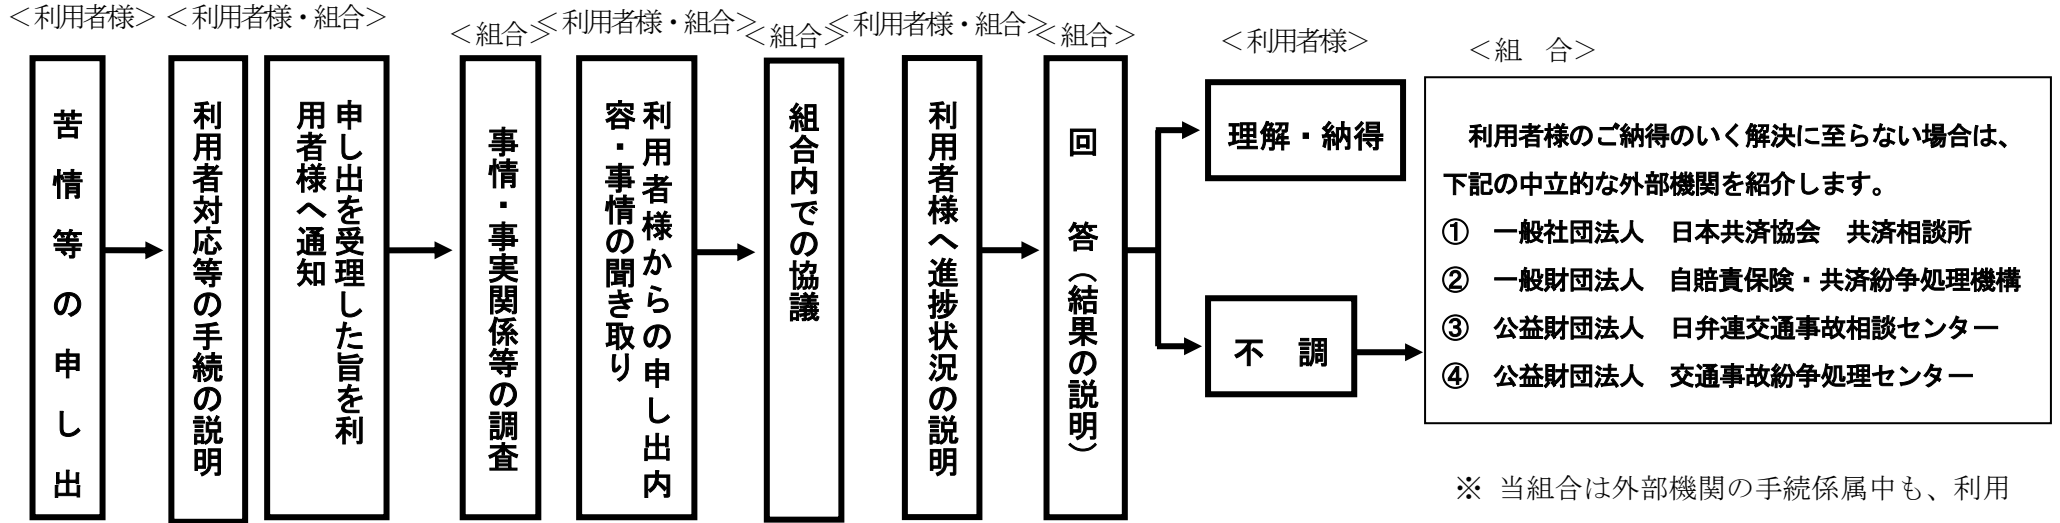 ＜利用者様＞
＜利用者様・組合＞
＜組合＞
＜利用者様・組合＞
＜組合＞
＜利用者様・組合＞
＜組合＞
＜利用者様＞
＜組　合＞
苦情等の申し出
利用者対応等の手続の説明
申し出を受理した旨を利
用者様へ通知
事情・事実関係等の調査
利用者様からの申し出内
容・事情の聞き取り
組合内での協議
利用者様へ進捗状況の説明
回　答（結果の説明）
理解・納得
不　調
利用者様のご納得のいく解決に至らない場合は、
下記の中立的な外部機関を紹介します。
①　一般社団法人　日本共済協会　共済相談所
②　一般財団法人　自賠責保険・共済紛争処理機構
③　公益財団法人　日弁連交通事故相談センター
④　公益財団法人　交通事故紛争処理センター
※ 当組合は外部機関の手続係属中も、利用